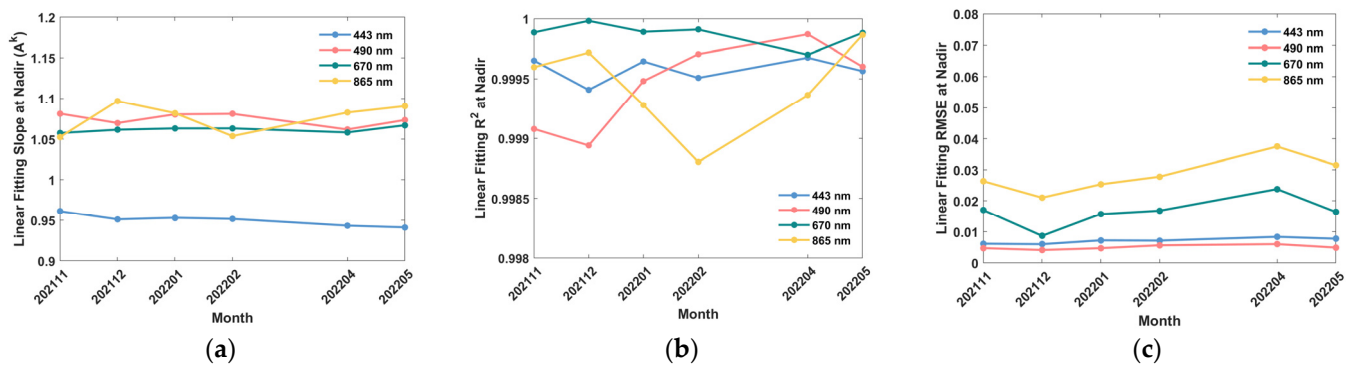 Linear Fitting Slope at Nadir (A^k)
1.2
1.15
1.1
1.05
1
0.95
0.9
443 nm
490 nm
670 nm
865 nm
202111
202112
202201
202202
202204
202205
Month
(a)
Linear Fitting R^2 at Nadir
1
0.9995
0.999
0.9985
0.998
443 nm
490 nm
670 nm
865 nm
202111
202112
202201
202202
202204
202205
Month
(b)
Linear Fitting RMSE at Nadir
0.08
0.07
0.06
0.05
0.04
0.03
0.02
0.01
0
443 nm
490 nm
670 nm
865 nm
202111
202112
202201
202202
202204
202205
Month
(c)